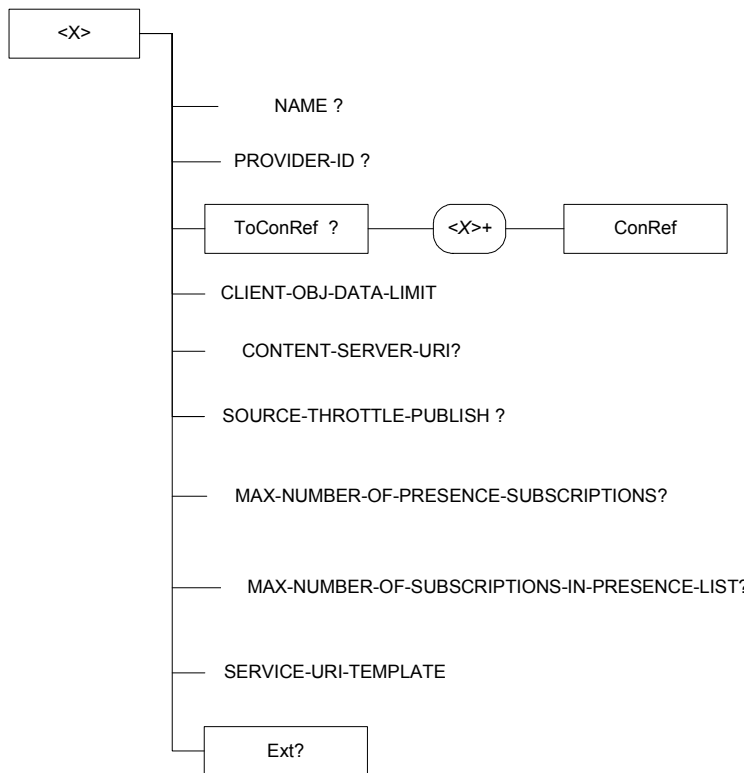 <X>
NAME ?
PROVIDER-ID ?
ToConRef ? <X>+ ConRef
CLIENT-OBJ-DATA-LIMIT
CONTENT-SERVER-URI?
SOURCE-THROTTLE-PUBLISH ?
MAX-NUMBER-OF-PRESENCE-SUBSCRIPTIONS?
MAX-NUMBER-OF-SUBSCRIPTIONS-IN-PRESENCE-LIST?
SERVICE-URI-TEMPLATE
Ext?